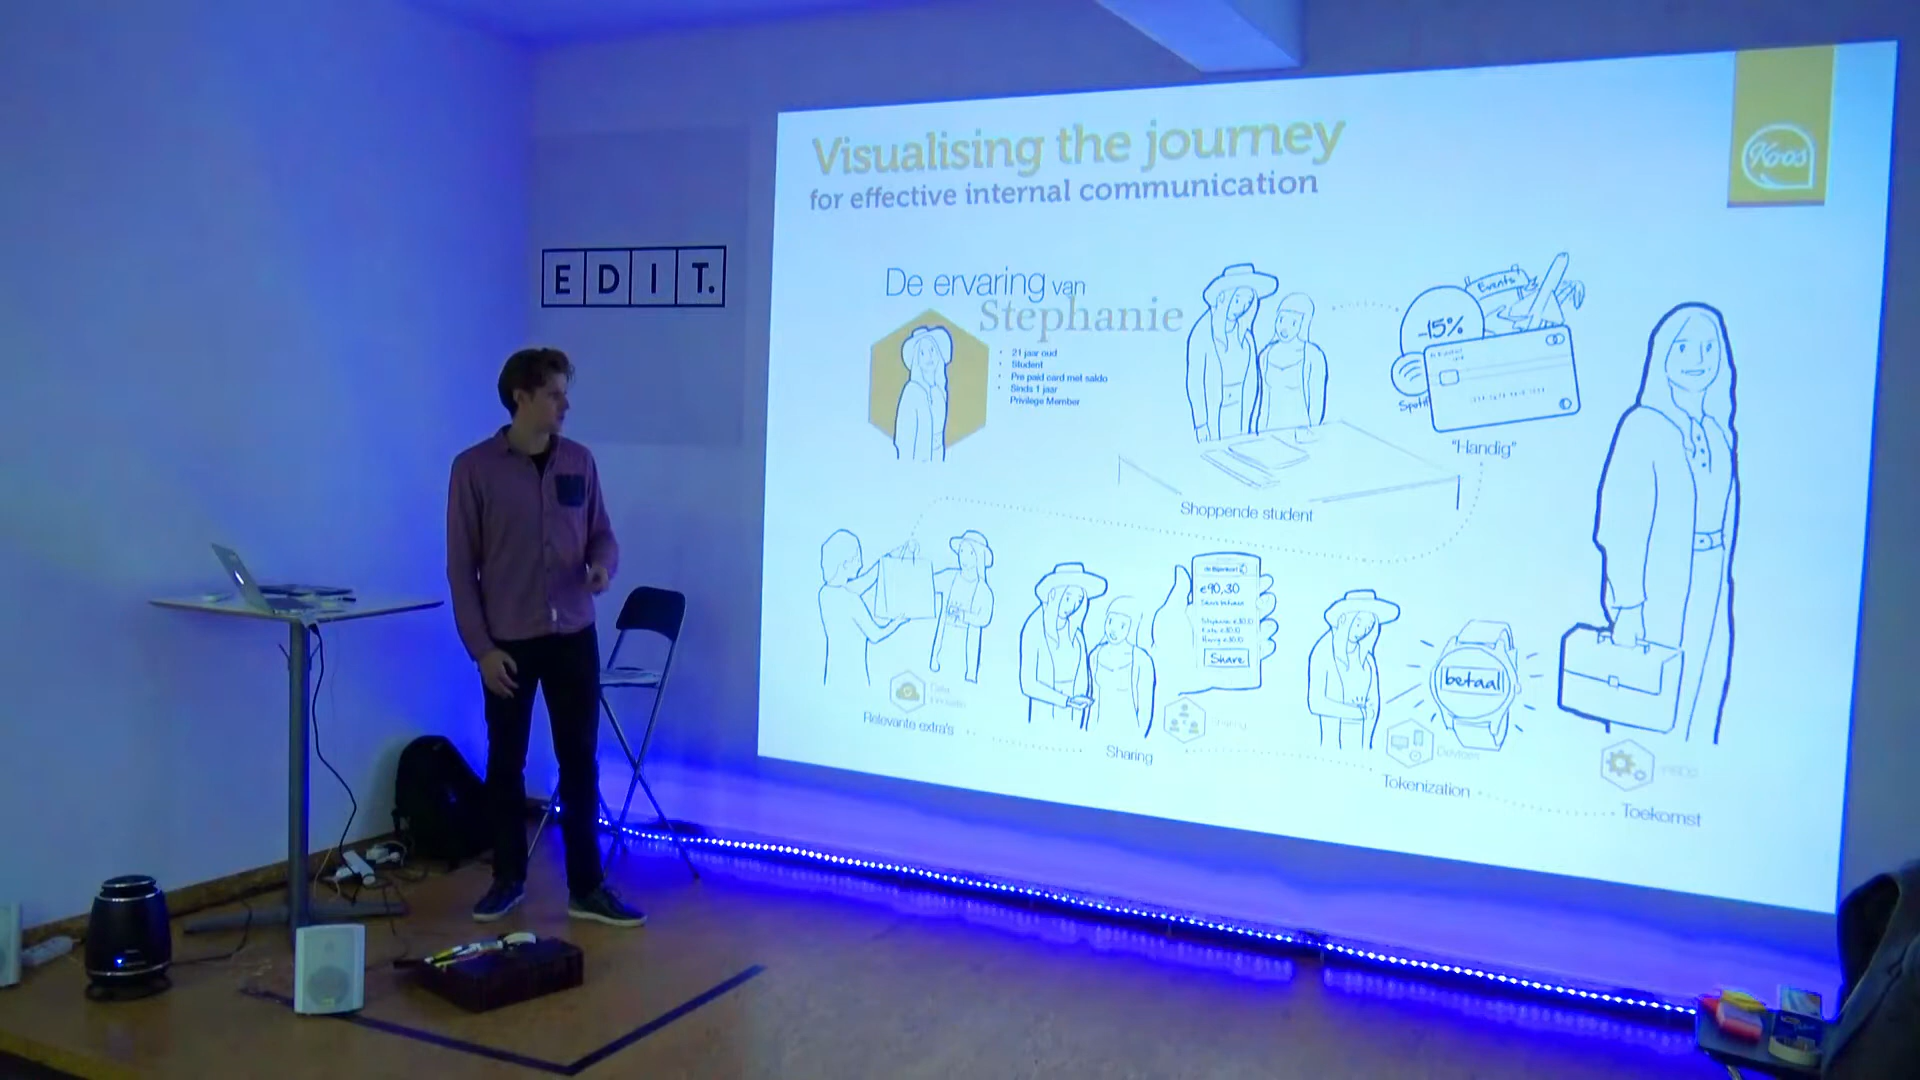 Visualising the journey
for effective internal communication
Koos
EDIT.
De ervaring van
Stephanie
21 jaar oud
Student
Pre paid card met saldo
Sinds 1 jaar
Privilege Member
Events
-15%
"Handig"
Shoppende student
€90,30
Share
betaal
Relevante extra's
Sharing
Devices
Tokenization
Toekomst